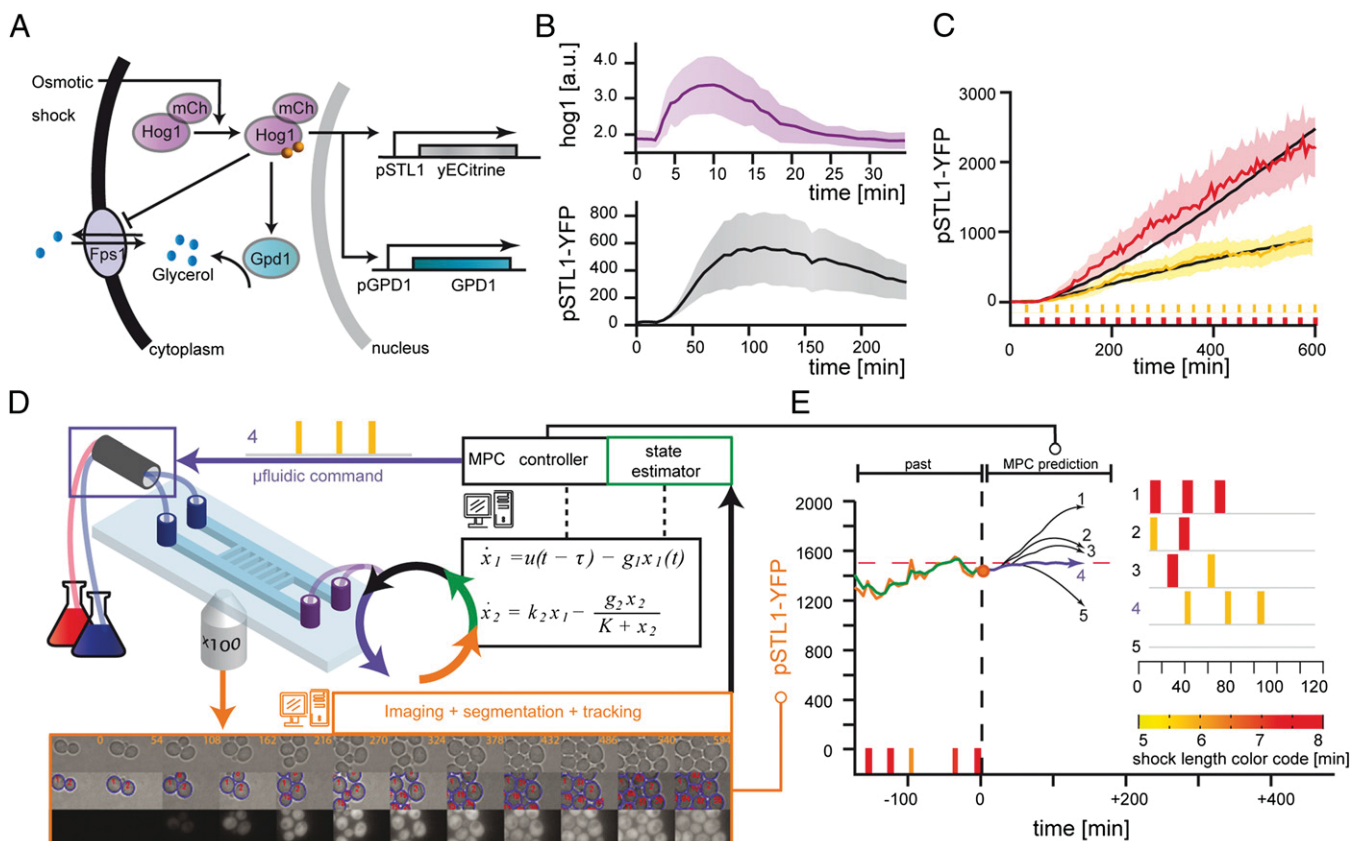 A
Osmotic
shock
mCh
Hog1
mCh
Hog1
Fps1
Glycerol
Gpd1
pSTL1 yECitrine
pGPD1 GPD1
cytoplasm
nucleus
B
hog1 [a.u.]
4.0
3.0
2.0
0 5 10 15 20 25 30
time [min]
pSTL1-YFP
800
600
400
200
0
0 50 100 150 200
time [min]
C
pSTL1-YFP
3000
2000
1000
0
0 200 400 600
time [min]
D
4
μfluidic command
MPC controller
state
estimator
ẋ₁ = u(t − τ) − g₁x₁(t)
ẋ₂ = k₂x₁ − g₂x₂ / K + x₂
x100
Imaging + segmentation + tracking
0 54 108 162 216 270 324 378 432 486 540
E
past
MPC prediction
pSTL1-YFP
2000
1800
1600
1400
1200
800
400
0
1
2
3
4
5
-100 0 +200 +400
time [min]
1
2
3
4
5
0 40 80 100 120
5 6 7 8
shock length color code [min]